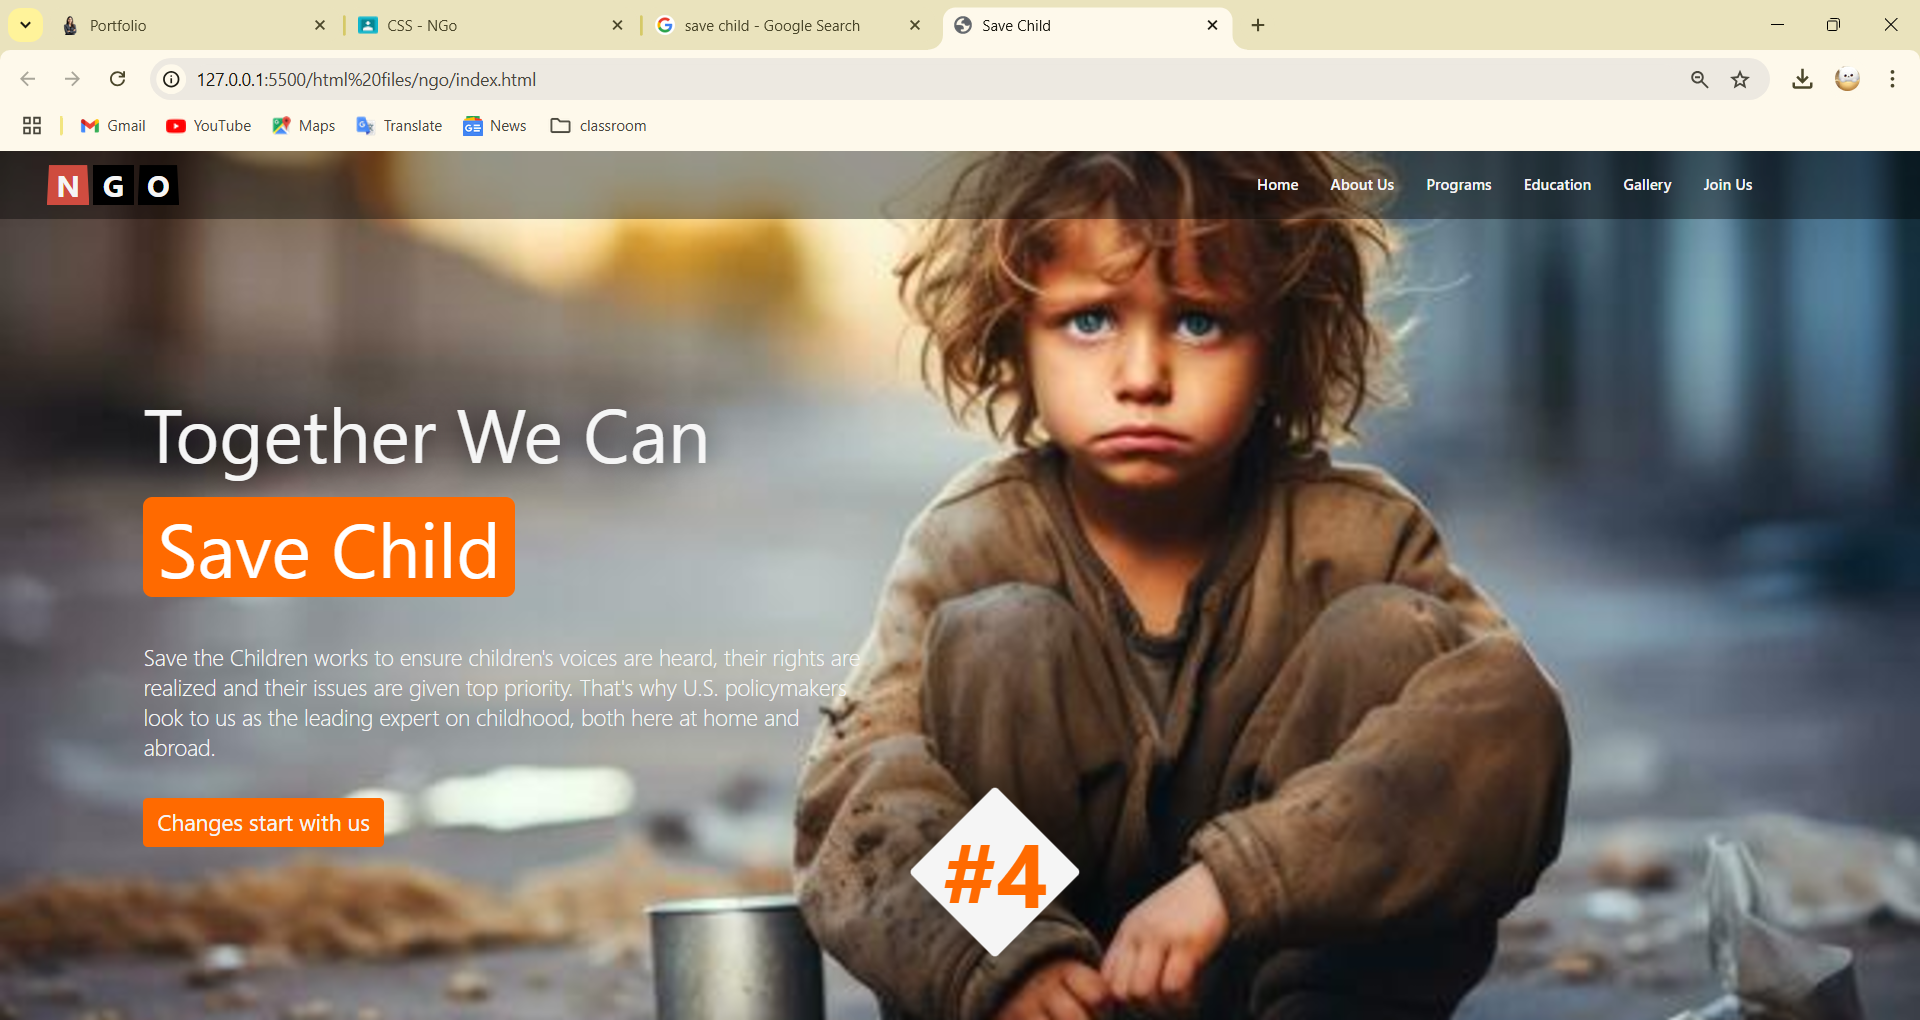 Portfolio
CSS - NGo
save child - Google Search
Save Child
127.0.0.1:5500/html%20files/ngo/index.html
Gmail
YouTube
Maps
Translate
News
classroom
N G O
Home
About Us
Programs
Education
Gallery
Join Us
Together We Can
Save Child
Save the Children works to ensure children's voices are heard, their rights are
realized and their issues are given top priority. That's why U.S. policymakers
look to us as the leading expert on childhood, both here at home and
abroad.
Changes start with us
#4